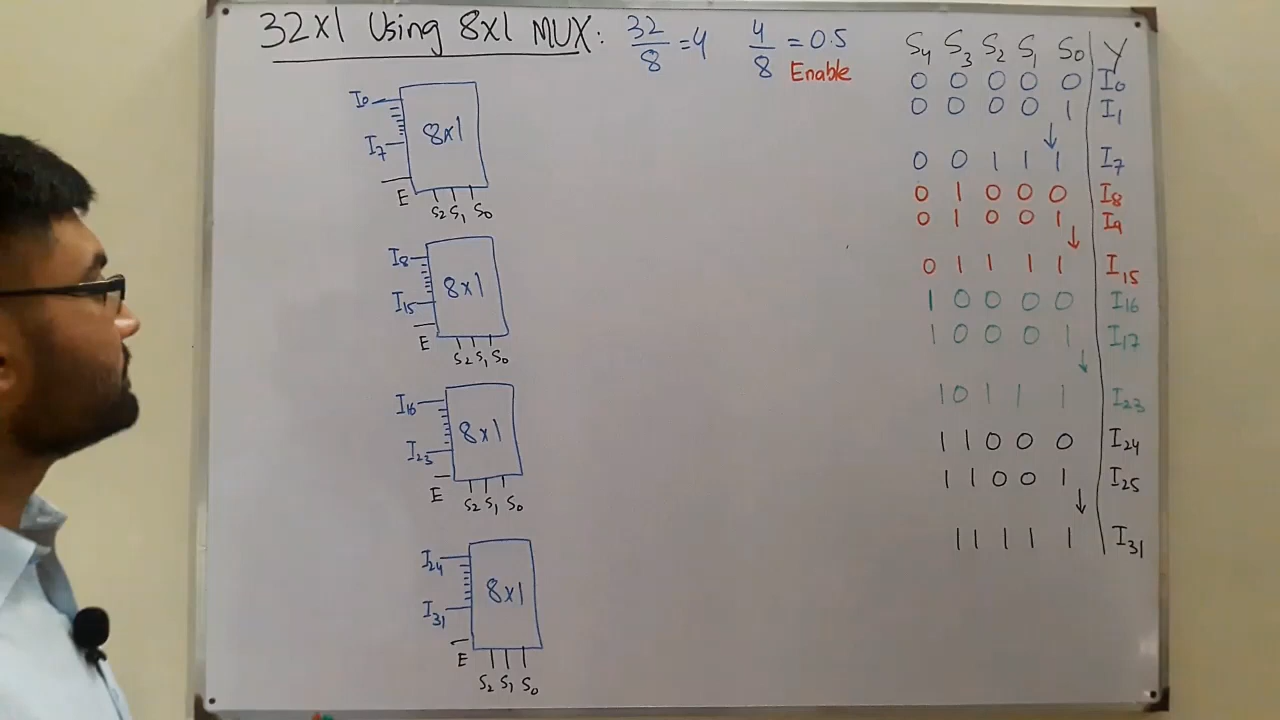 32x1 Using 8x1 MUX: 32/8 = 4 4/8 = 0.5
Enable
I0
8x1
I7
E
S2 S1 S0
I8
8x1
I15
E
S2 S1 S0
I16
8x1
I23
E
S2 S1 S0
I24
8x1
I31
E
S2 S1 S0
S4 S3 S2 S1 S0 Y
0 0 0 0 0 I0
0 0 0 0 1 I1
↓
0 0 1 1 1 I7
0 1 0 0 0 I8
0 1 0 0 1 I9
↓
0 1 1 1 1 I15
1 0 0 0 0 I16
1 0 0 0 1 I17
↓
1 0 1 1 1 I23
1 1 0 0 0 I24
1 1 0 0 1 I25
↓
1 1 1 1 1 I31